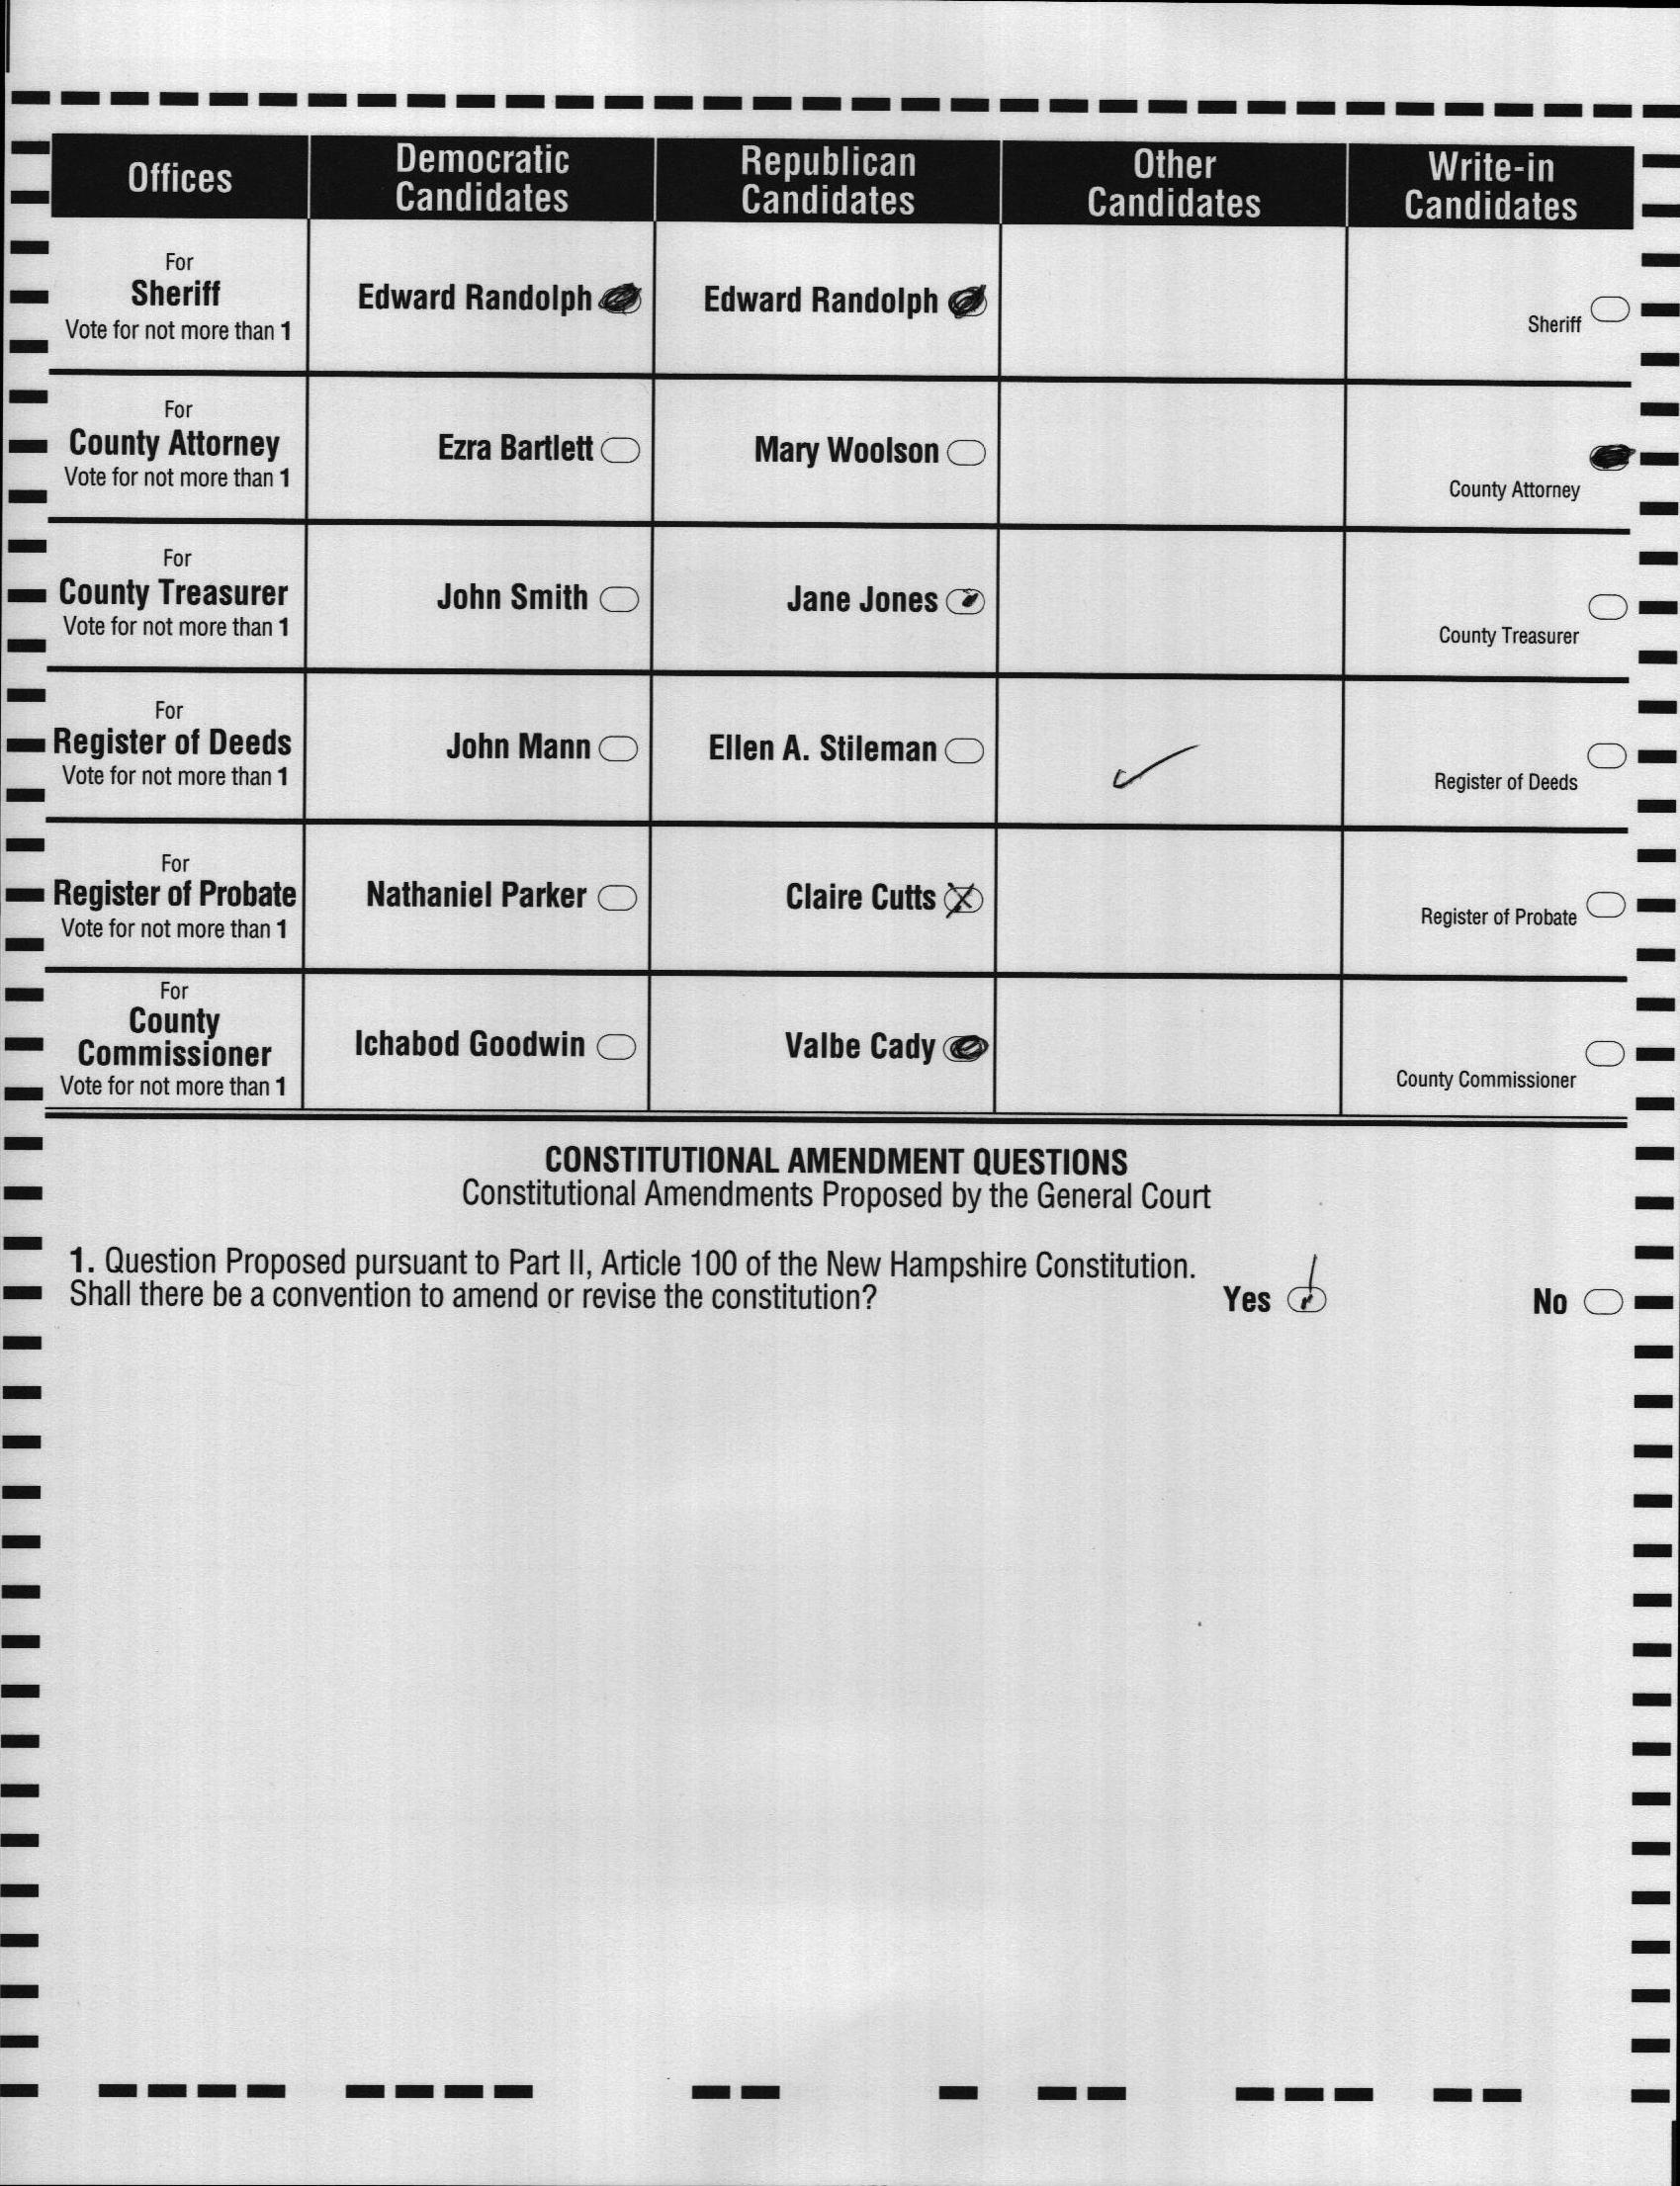 Offices
Democratic
Candidates
Republican
Candidates
Other
Candidates
Write-in
Candidates
For
Sheriff
Vote for not more than 1
Edward Randolph
Edward Randolph
Sheriff
For
County Attorney
Vote for not more than 1
Ezra Bartlett
Mary Woolson
County Attorney
For
County Treasurer
Vote for not more than 1
John Smith
Jane Jones
County Treasurer
For
Register of Deeds
Vote for not more than 1
John Mann
Ellen A. Stileman
Register of Deeds
For
Register of Probate
Vote for not more than 1
Nathaniel Parker
Claire Cutts
Register of Probate
For
County
Commissioner
Vote for not more than 1
Ichabod Goodwin
Valbe Cady
County Commissioner
CONSTITUTIONAL AMENDMENT QUESTIONS
Constitutional Amendments Proposed by the General Court
1. Question Proposed pursuant to Part II, Article 100 of the New Hampshire Constitution.
Shall there be a convention to amend or revise the constitution?
Yes
No